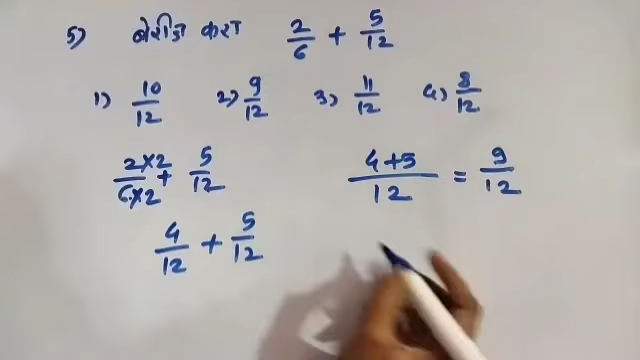 5) बेरीज करा 2/6 + 5/12
1) 10/12 2) 9/12 3) 11/12 4) 8/12
2×2/6×2 + 5/12 4+5/12 = 9/12
4/12 + 5/12